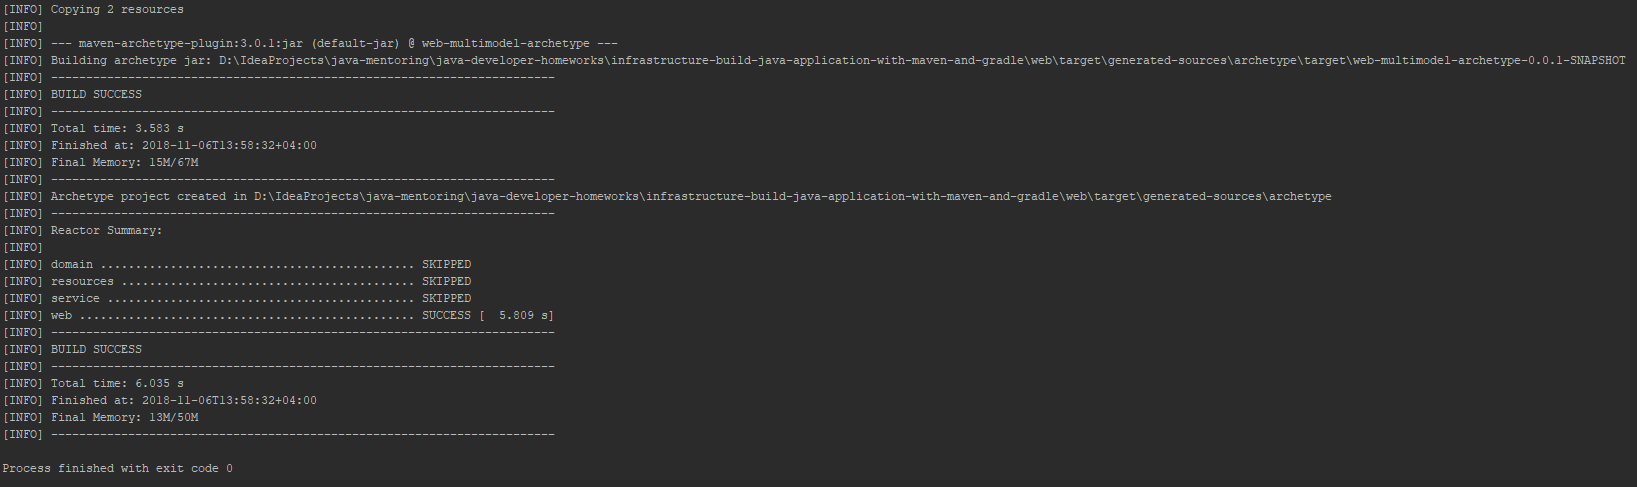 [INFO] Copying 2 resources
[INFO]
[INFO] --- maven-archetype-plugin:3.0.1:jar (default-jar) @ web-multimodel-archetype ---
[INFO] Building archetype jar: D:\IdeaProjects\java-mentoring\java-developer-homeworks\infrastructure-build-java-application-with-maven-and-gradle\web\target\generated-sources\archetype\target\web-multimodel-archetype-0.0.1-SNAPSHOT
[INFO] ------------------------------------------------------------------------
[INFO] BUILD SUCCESS
[INFO] ------------------------------------------------------------------------
[INFO] Total time: 3.583 s
[INFO] Finished at: 2018-11-06T13:58:32+04:00
[INFO] Final Memory: 15M/67M
[INFO] ------------------------------------------------------------------------
[INFO] Archetype project created in D:\IdeaProjects\java-mentoring\java-developer-homeworks\infrastructure-build-java-application-with-maven-and-gradle\web\target\generated-sources\archetype
[INFO] ------------------------------------------------------------------------
[INFO] Reactor Summary:
[INFO]
[INFO] domain ............................................. SKIPPED
[INFO] resources .......................................... SKIPPED
[INFO] service ............................................ SKIPPED
[INFO] web ................................................ SUCCESS [  5.809 s]
[INFO] ------------------------------------------------------------------------
[INFO] BUILD SUCCESS
[INFO] ------------------------------------------------------------------------
[INFO] Total time: 6.035 s
[INFO] Finished at: 2018-11-06T13:58:32+04:00
[INFO] Final Memory: 13M/50M
[INFO] ------------------------------------------------------------------------
Process finished with exit code 0